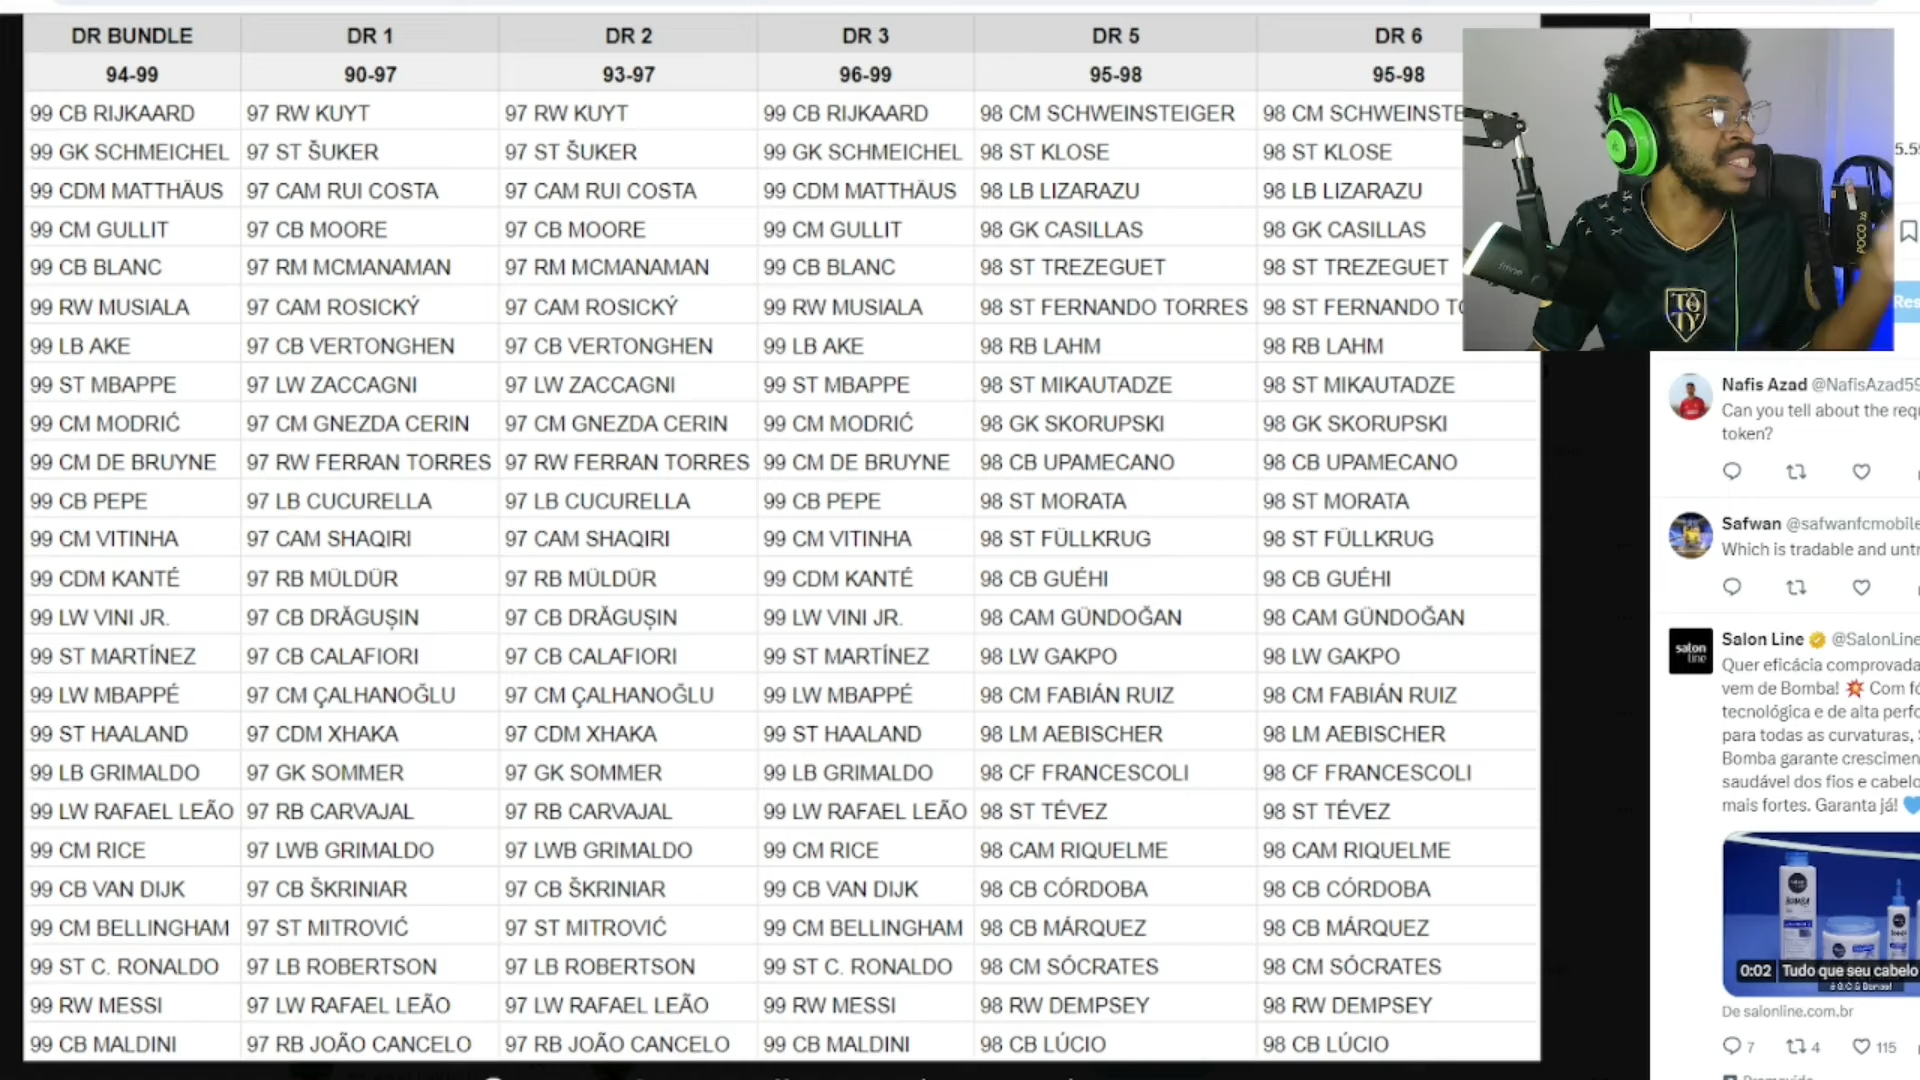 DR BUNDLE DR 1 DR 2 DR 3 DR 5 DR 6
94-99 90-97 93-97 96-99 95-98 95-98
99 CB RIJKAARD 97 RW KUYT 97 RW KUYT 99 CB RIJKAARD 98 CM SCHWEINSTEIGER 98 CM SCHWEINSTE
99 GK SCHMEICHEL 97 ST ŠUKER 97 ST ŠUKER 99 GK SCHMEICHEL 98 ST KLOSE 98 ST KLOSE
99 CDM MATTHÄUS 97 CAM RUI COSTA 97 CAM RUI COSTA 99 CDM MATTHÄUS 98 LB LIZARAZU 98 LB LIZARAZU
99 CM GULLIT 97 CB MOORE 97 CB MOORE 99 CM GULLIT 98 GK CASILLAS 98 GK CASILLAS
99 CB BLANC 97 RM MCMANAMAN 97 RM MCMANAMAN 99 CB BLANC 98 ST TREZEGUET 98 ST TREZEGUET
99 RW MUSIALA 97 CAM ROSICKÝ 97 CAM ROSICKÝ 99 RW MUSIALA 98 ST FERNANDO TORRES 98 ST FERNANDO TO
99 LB AKE 97 CB VERTONGHEN 97 CB VERTONGHEN 99 LB AKE 98 RB LAHM 98 RB LAHM
99 ST MBAPPE 97 LW ZACCAGNI 97 LW ZACCAGNI 99 ST MBAPPE 98 ST MIKAUTADZE 98 ST MIKAUTADZE
99 CM MODRIĆ 97 CM GNEZDA CERIN 97 CM GNEZDA CERIN 99 CM MODRIĆ 98 GK SKORUPSKI 98 GK SKORUPSKI
99 CM DE BRUYNE 97 RW FERRAN TORRES 97 RW FERRAN TORRES 99 CM DE BRUYNE 98 CB UPAMECANO 98 CB UPAMECANO
99 CB PEPE 97 LB CUCURELLA 97 LB CUCURELLA 99 CB PEPE 98 ST MORATA 98 ST MORATA
99 CM VITINHA 97 CAM SHAQIRI 97 CAM SHAQIRI 99 CM VITINHA 98 ST FÜLLKRUG 98 ST FÜLLKRUG
99 CDM KANTÉ 97 RB MÜLDÜR 97 RB MÜLDÜR 99 CDM KANTÉ 98 CB GUÉHI 98 CB GUÉHI
99 LW VINI JR. 97 CB DRĂGUȘIN 97 CB DRĂGUȘIN 99 LW VINI JR. 98 CAM GÜNDOĞAN 98 CAM GÜNDOĞAN
99 ST MARTÍNEZ 97 CB CALAFIORI 97 CB CALAFIORI 99 ST MARTÍNEZ 98 LW GAKPO 98 LW GAKPO
99 LW MBAPPÉ 97 CM ÇALHANOĞLU 97 CM ÇALHANOĞLU 99 LW MBAPPÉ 98 CM FABIÁN RUIZ 98 CM FABIÁN RUIZ
99 ST HAALAND 97 CDM XHAKA 97 CDM XHAKA 99 ST HAALAND 98 LM AEBISCHER 98 LM AEBISCHER
99 LB GRIMALDO 97 GK SOMMER 97 GK SOMMER 99 LB GRIMALDO 98 CF FRANCESCOLI 98 CF FRANCESCOLI
99 LW RAFAEL LEÃO 97 RB CARVAJAL 97 RB CARVAJAL 99 LW RAFAEL LEÃO 98 ST TÉVEZ 98 ST TÉVEZ
99 CM RICE 97 LWB GRIMALDO 97 LWB GRIMALDO 99 CM RICE 98 CAM RIQUELME 98 CAM RIQUELME
99 CB VAN DIJK 97 CB ŠKRINIAR 97 CB ŠKRINIAR 99 CB VAN DIJK 98 CB CÓRDOBA 98 CB CÓRDOBA
99 CM BELLINGHAM 97 ST MITROVIĆ 97 ST MITROVIĆ 99 CM BELLINGHAM 98 CB MÁRQUEZ 98 CB MÁRQUEZ
99 ST C. RONALDO 97 LB ROBERTSON 97 LB ROBERTSON 99 ST C. RONALDO 98 CM SÓCRATES 98 CM SÓCRATES
99 RW MESSI 97 LW RAFAEL LEÃO 97 LW RAFAEL LEÃO 99 RW MESSI 98 RW DEMPSEY 98 RW DEMPSEY
99 CB MALDINI 97 RB JOÃO CANCELO 97 RB JOÃO CANCELO 99 CB MALDINI 98 CB LÚCIO 98 CB LÚCIO
POCO
TOTY
Res
Nafis Azad @NafisAzad59
Can you tell about the requ
token?
Safwan @safwanfcmobile
Which is tradable and untr
salon line
Salon Line @SalonLine
Quer eficácia comprovada
vem de Bomba! 💥 Com fó
tecnológica e de alta perfo
para todas as curvaturas,
Bomba garante crescimen
saudável dos fios e cabelo
mais fortes. Garanta já! 💙
0:02 Tudo que seu cabelo
De salonline.com.br
7 4 115